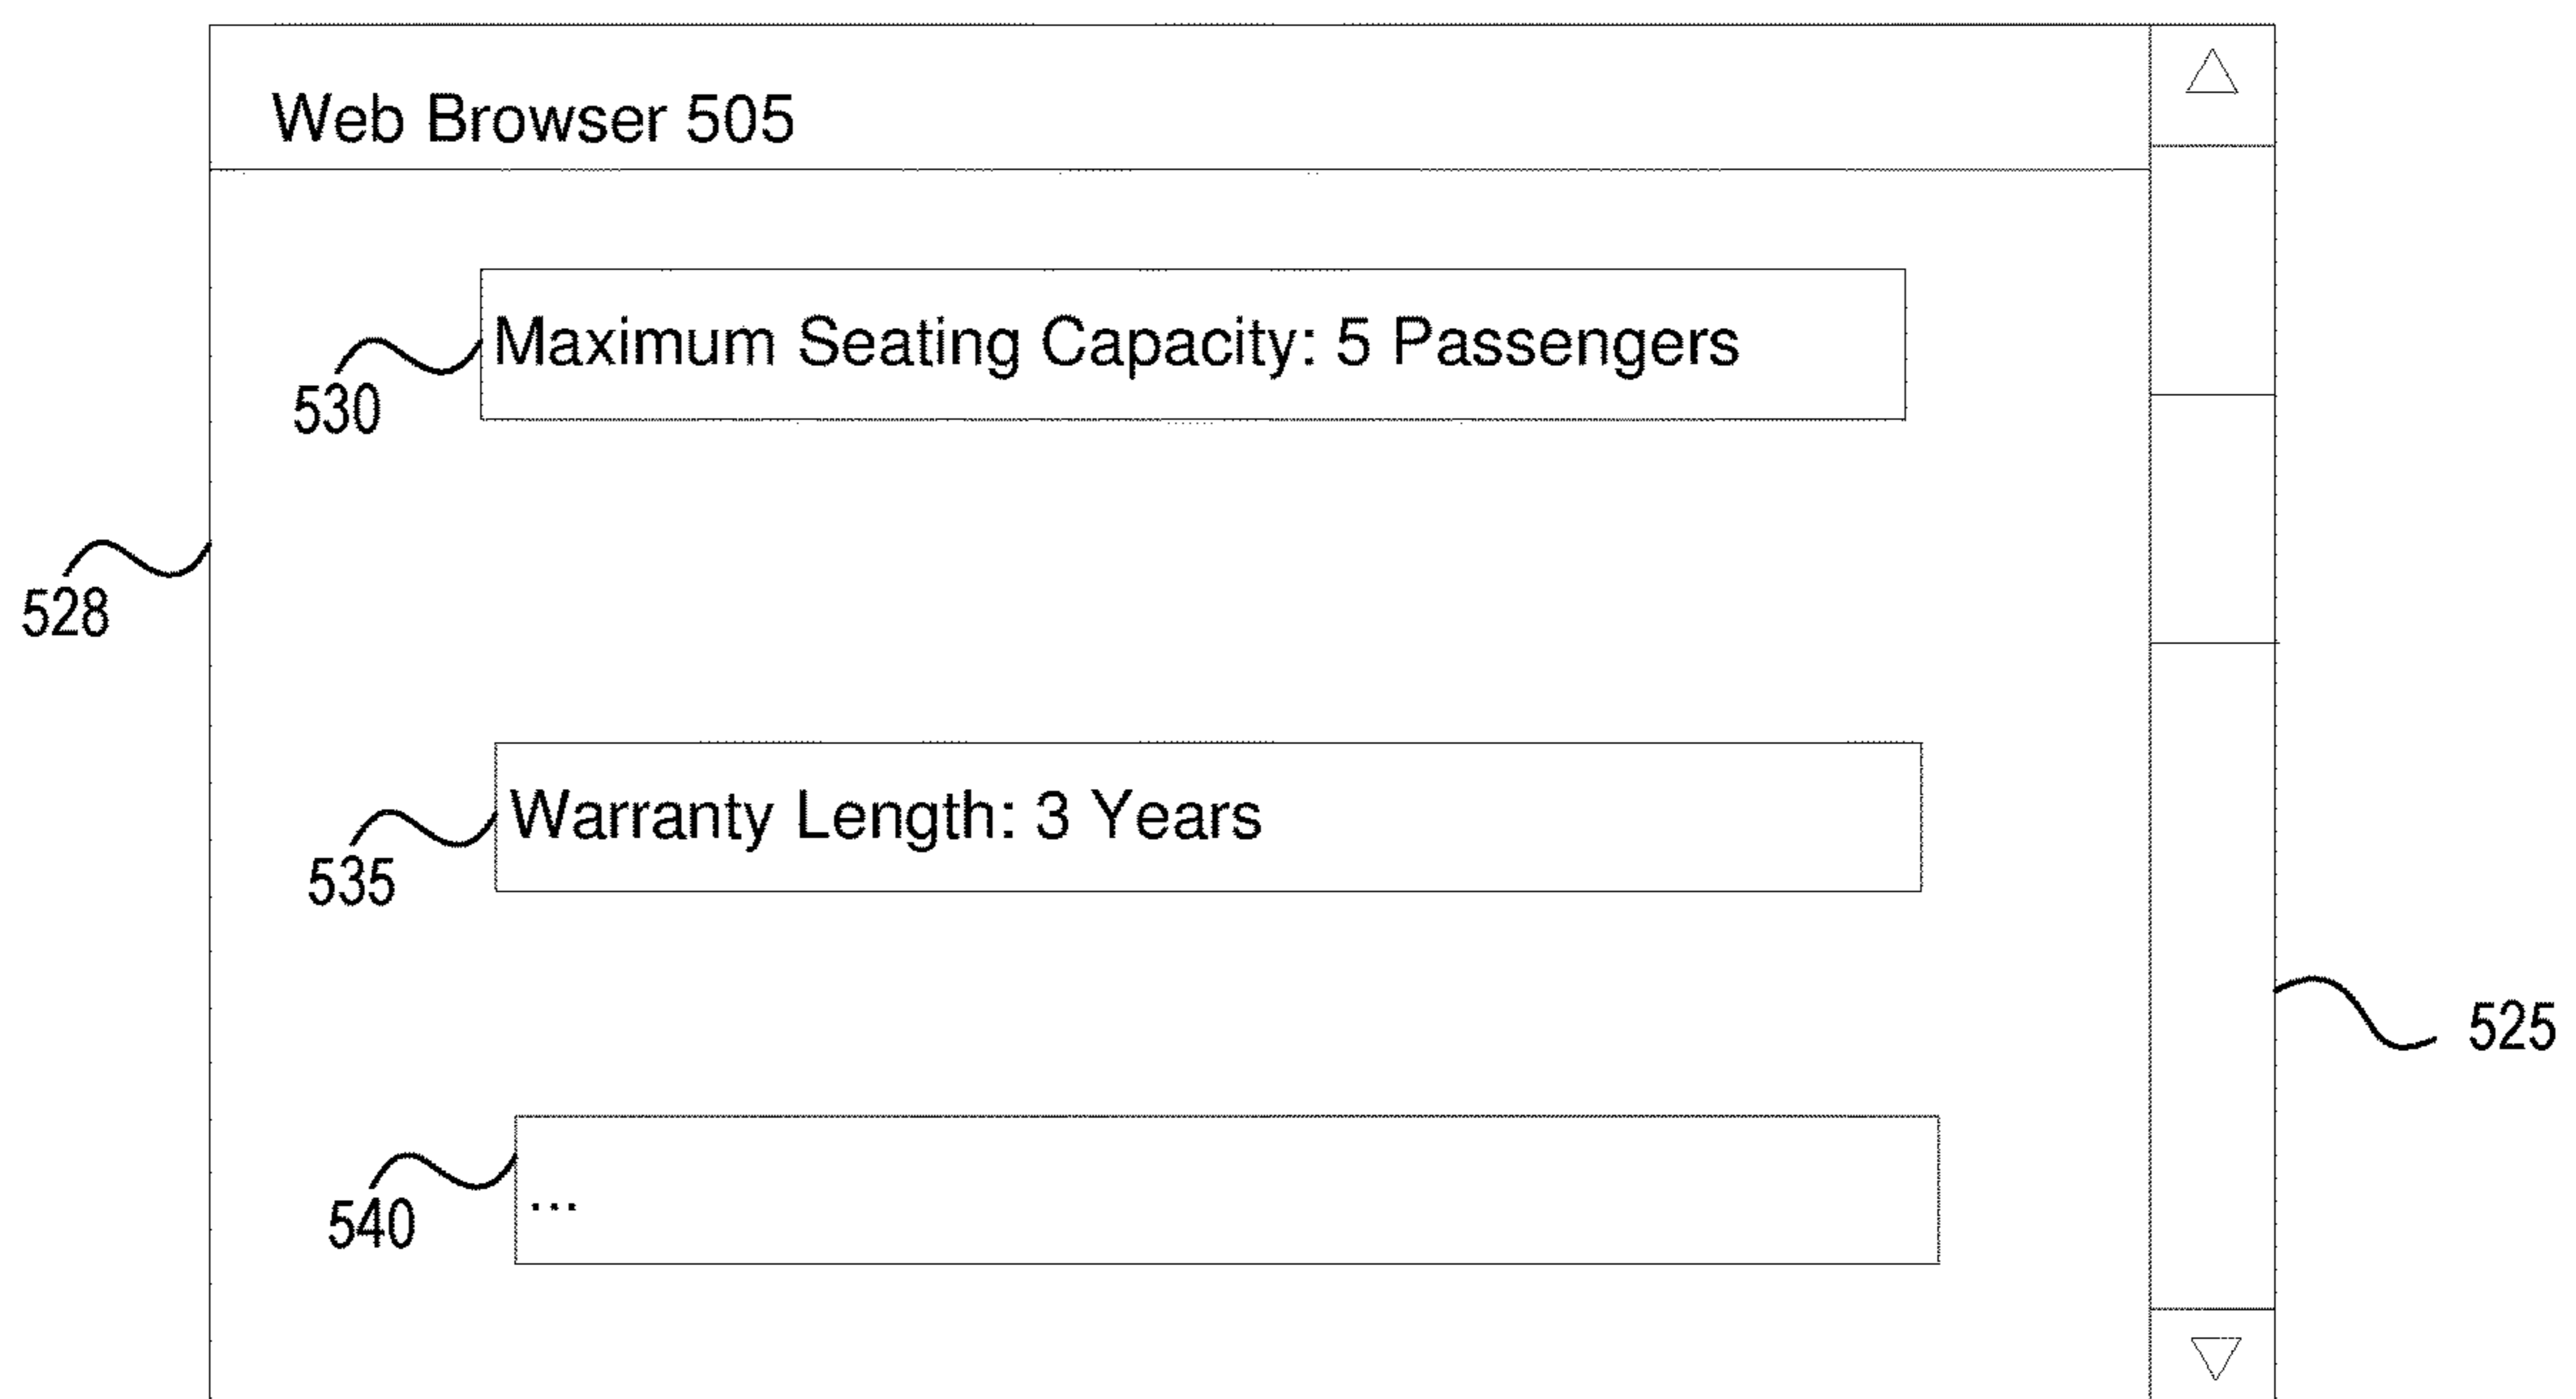 Web Browser 505
Maximum Seating Capacity: 5 Passengers
530
528
Warranty Length: 3 Years
535
525
...
540